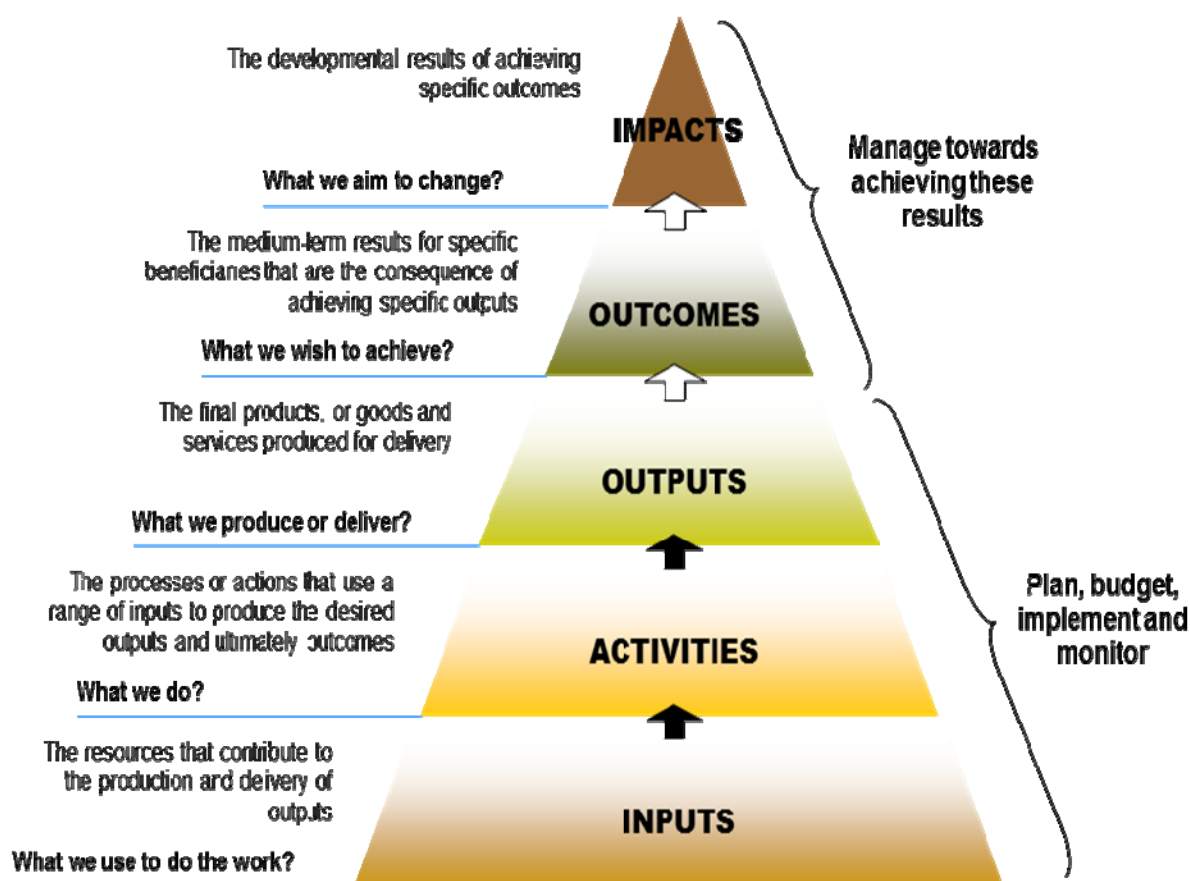 The developmental results of achieving
specific outcomes
IMPACTS
What we aim to change?
Manage towards
achieving these
results
The medium-term results for specific
beneficiaries that are the consequence of
achieving specific outputs
OUTCOMES
What we wish to achieve?
The final products, or goods and
services produced for delivery
OUTPUTS
What we produce or deliver?
The processes or actions that use a
range of inputs to produce the desired
outputs and ultimately outcomes
ACTIVITIES
What we do?
Plan, budget,
implement and
monitor
The resources that contribute to
the production and delivery of
outputs
INPUTS
What we use to do the work?